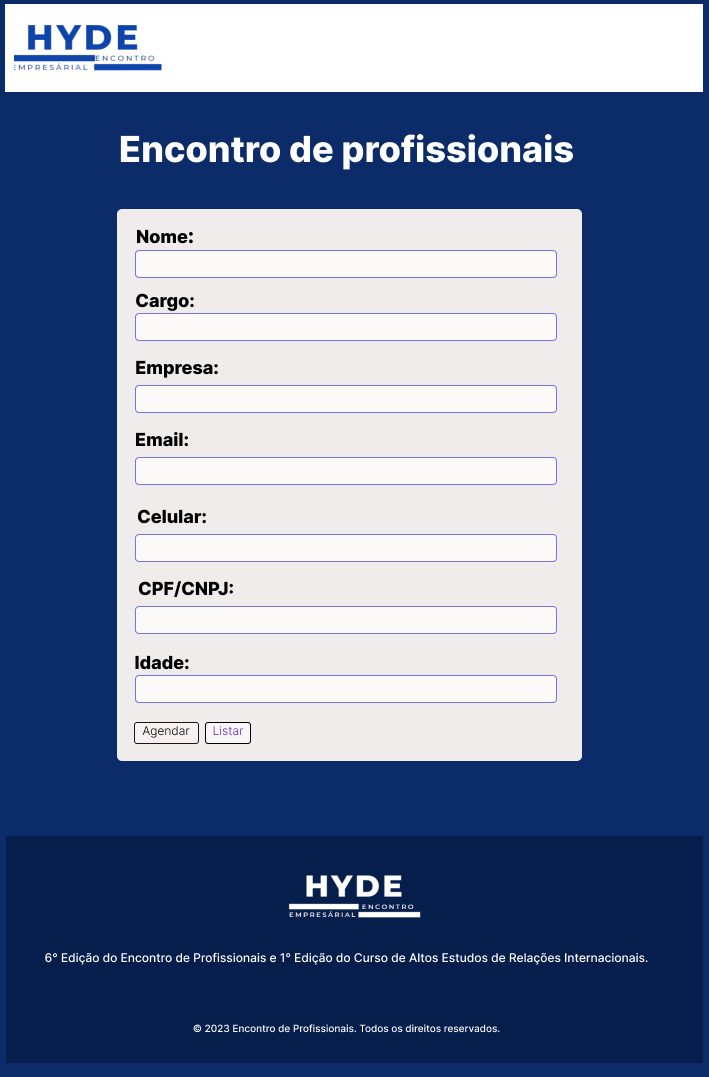 HYDE
ENCONTRO
EMPRESÁRIAL
Encontro de profissionais
Nome:
Cargo:
Empresa:
Email:
Celular:
CPF/CNPJ:
Idade:
Agendar Listar
HYDE
ENCONTRO
EMPRESÁRIAL
6° Edição do Encontro de Profissionais e 1° Edição do Curso de Altos Estudos de Relações Internacionais.
© 2023 Encontro de Profissionais. Todos os direitos reservados.